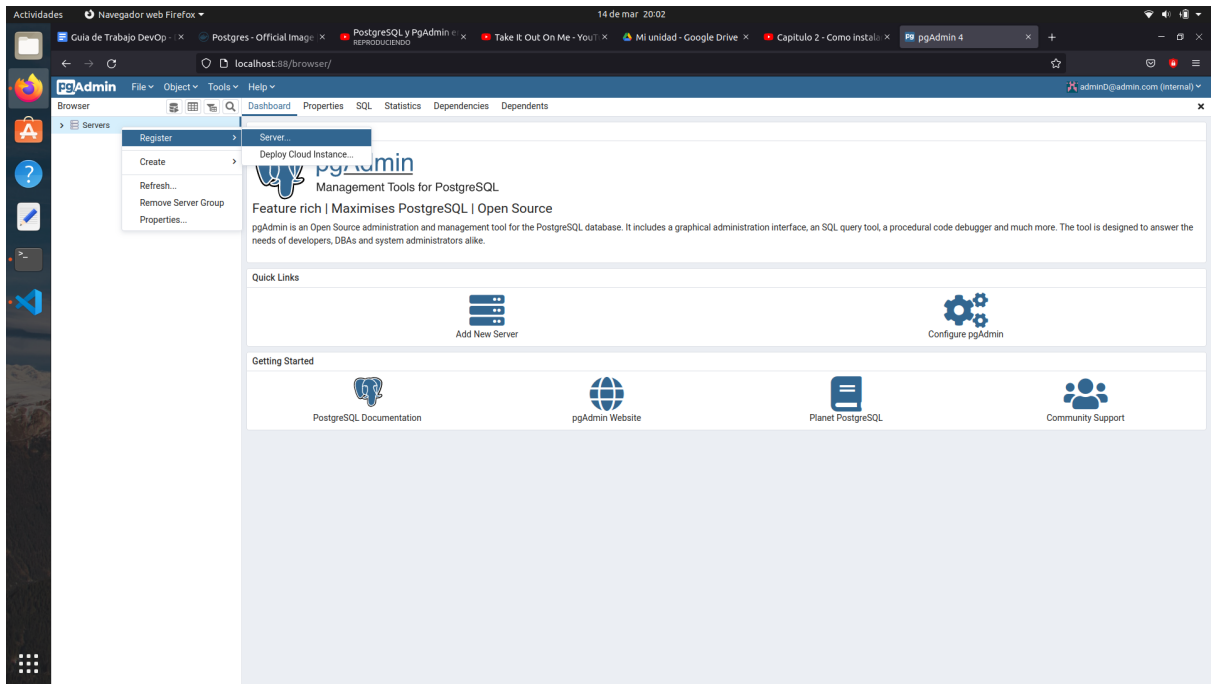 Actividades Navegador web Firefox 14 de mar 20:02
Guia de Trabajo DevOp - Postgres - Official Image PostgreSQL y PgAdmin e Take It Out On Me - YouT Mi unidad - Google Drive Capitulo 2 - Como instala pgAdmin 4
REPRODUCIENDO
localhost:88/browser/
pgAdmin File Object Tools Help adminD@admin.com (internal)
Browser Dashboard Properties SQL Statistics Dependencies Dependents
Servers
Register
Create
Refresh...
Remove Server Group
Properties...
Server...
Deploy Cloud Instance...
pgAdmin
Management Tools for PostgreSQL
Feature rich | Maximises PostgreSQL | Open Source
pgAdmin is an Open Source administration and management tool for the PostgreSQL database. It includes a graphical administration interface, an SQL query tool, a procedural code debugger and much more. The tool is designed to answer the
needs of developers, DBAs and system administrators alike.
Quick Links
Add New Server Configure pgAdmin
Getting Started
PostgreSQL Documentation pgAdmin Website Planet PostgreSQL Community Support